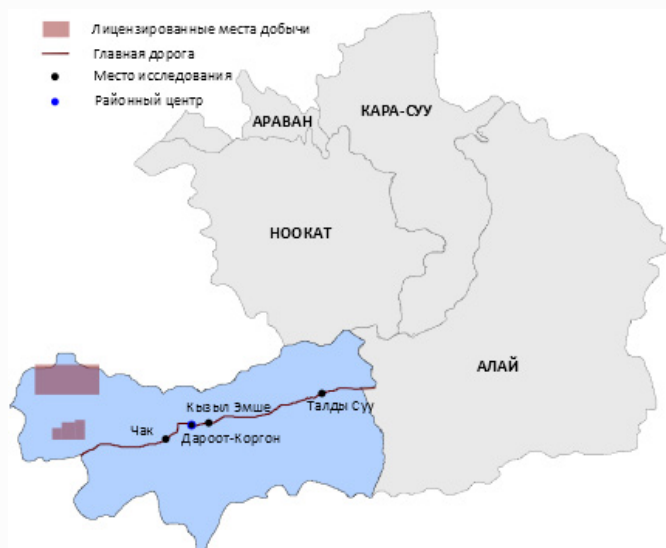 Лицензированные места добычи
Главная дорога
Место исследования
Районный центр
КАРА-СУУ
АРАВАН
НООКАТ
АЛАЙ
Талды Суу
Кызыл Эмше
Чак
Дароот-Коргон